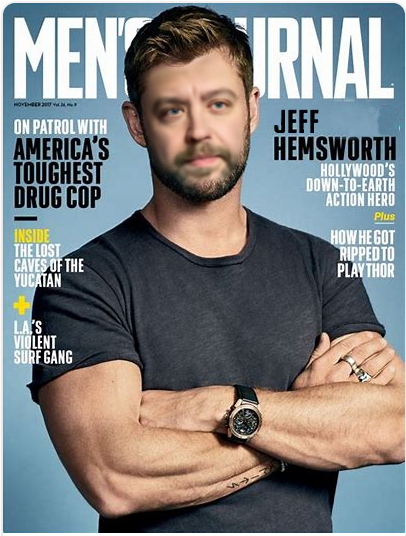 MEN'S JOURNAL
NOVEMBER 2017 Vol. 26, No. 9
ON PATROL WITH
AMERICA'S
TOUGHEST
DRUG COP
INSIDE
THE LOST
CAVES OF THE
YUCATAN
+
L.A.'S
VIOLENT
SURF GANG
JEFF
HEMSWORTH
HOLLYWOOD'S
DOWN-TO-EARTH
ACTION HERO
Plus
HOW HE GOT
RIPPED TO
PLAY THOR